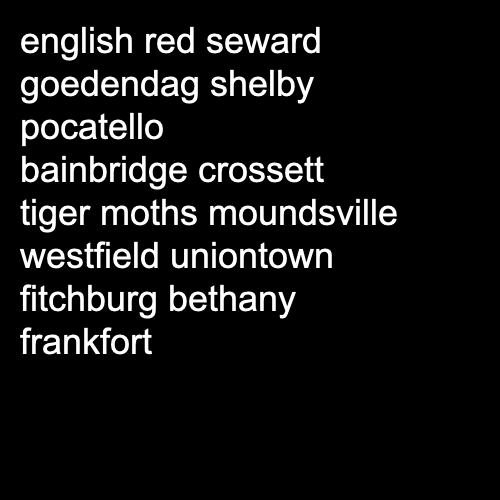 english red seward
goedendag shelby
pocatello
bainbridge crossett
tiger moths moundsville
westfield uniontown
fitchburg bethany
frankfort